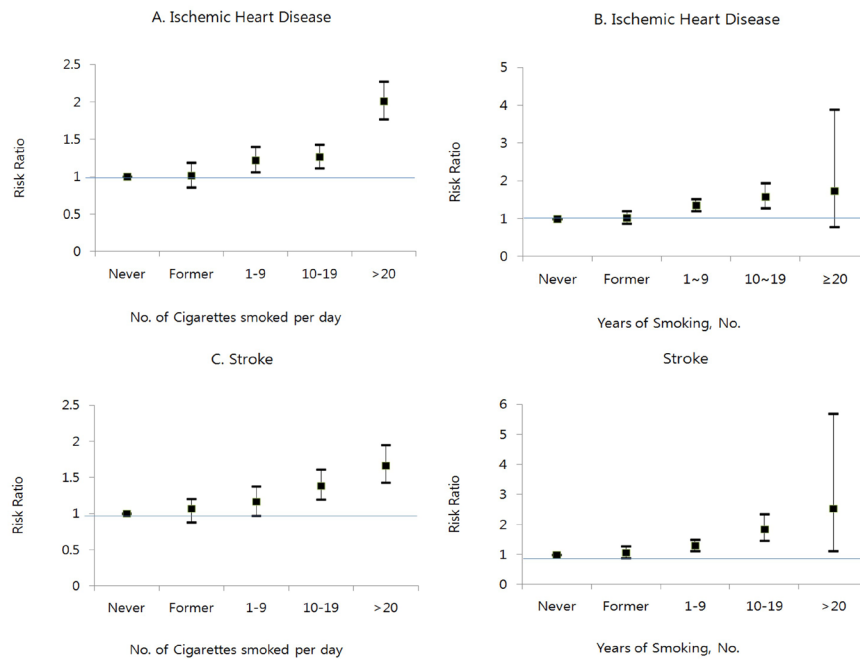 A. Ischemic Heart Disease
2.5
2
1.5
1
0.5
0
Risk Ratio
Never Former 1-9 10-19 >20
No. of Cigarettes smoked per day
B. Ischemic Heart Disease
5
4
3
2
1
0
Risk Ratio
Never Former 1~9 10~19 ≥20
Years of Smoking, No.
C. Stroke
2.5
2
1.5
1
0.5
0
Risk Ratio
Never Former 1-9 10-19 >20
No. of Cigarettes smoked per day
Stroke
6
5
4
3
2
1
0
Risk Ratio
Never Former 1-9 10-19 >20
Years of Smoking, No.